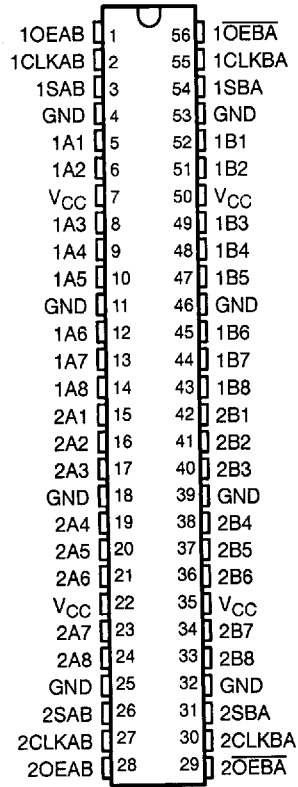 1OEAB 1 56 1O̅E̅B̅A̅
1CLKAB 2 55 1CLKBA
1SAB 3 54 1SBA
GND 4 53 GND
1A1 5 52 1B1
1A2 6 51 1B2
VCC 7 50 VCC
1A3 8 49 1B3
1A4 9 48 1B4
1A5 10 47 1B5
GND 11 46 GND
1A6 12 45 1B6
1A7 13 44 1B7
1A8 14 43 1B8
2A1 15 42 2B1
2A2 16 41 2B2
2A3 17 40 2B3
GND 18 39 GND
2A4 19 38 2B4
2A5 20 37 2B5
2A6 21 36 2B6
VCC 22 35 VCC
2A7 23 34 2B7
2A8 24 33 2B8
GND 25 32 GND
2SAB 26 31 2SBA
2CLKAB 27 30 2CLKBA
2OEAB 28 29 2O̅E̅B̅A̅